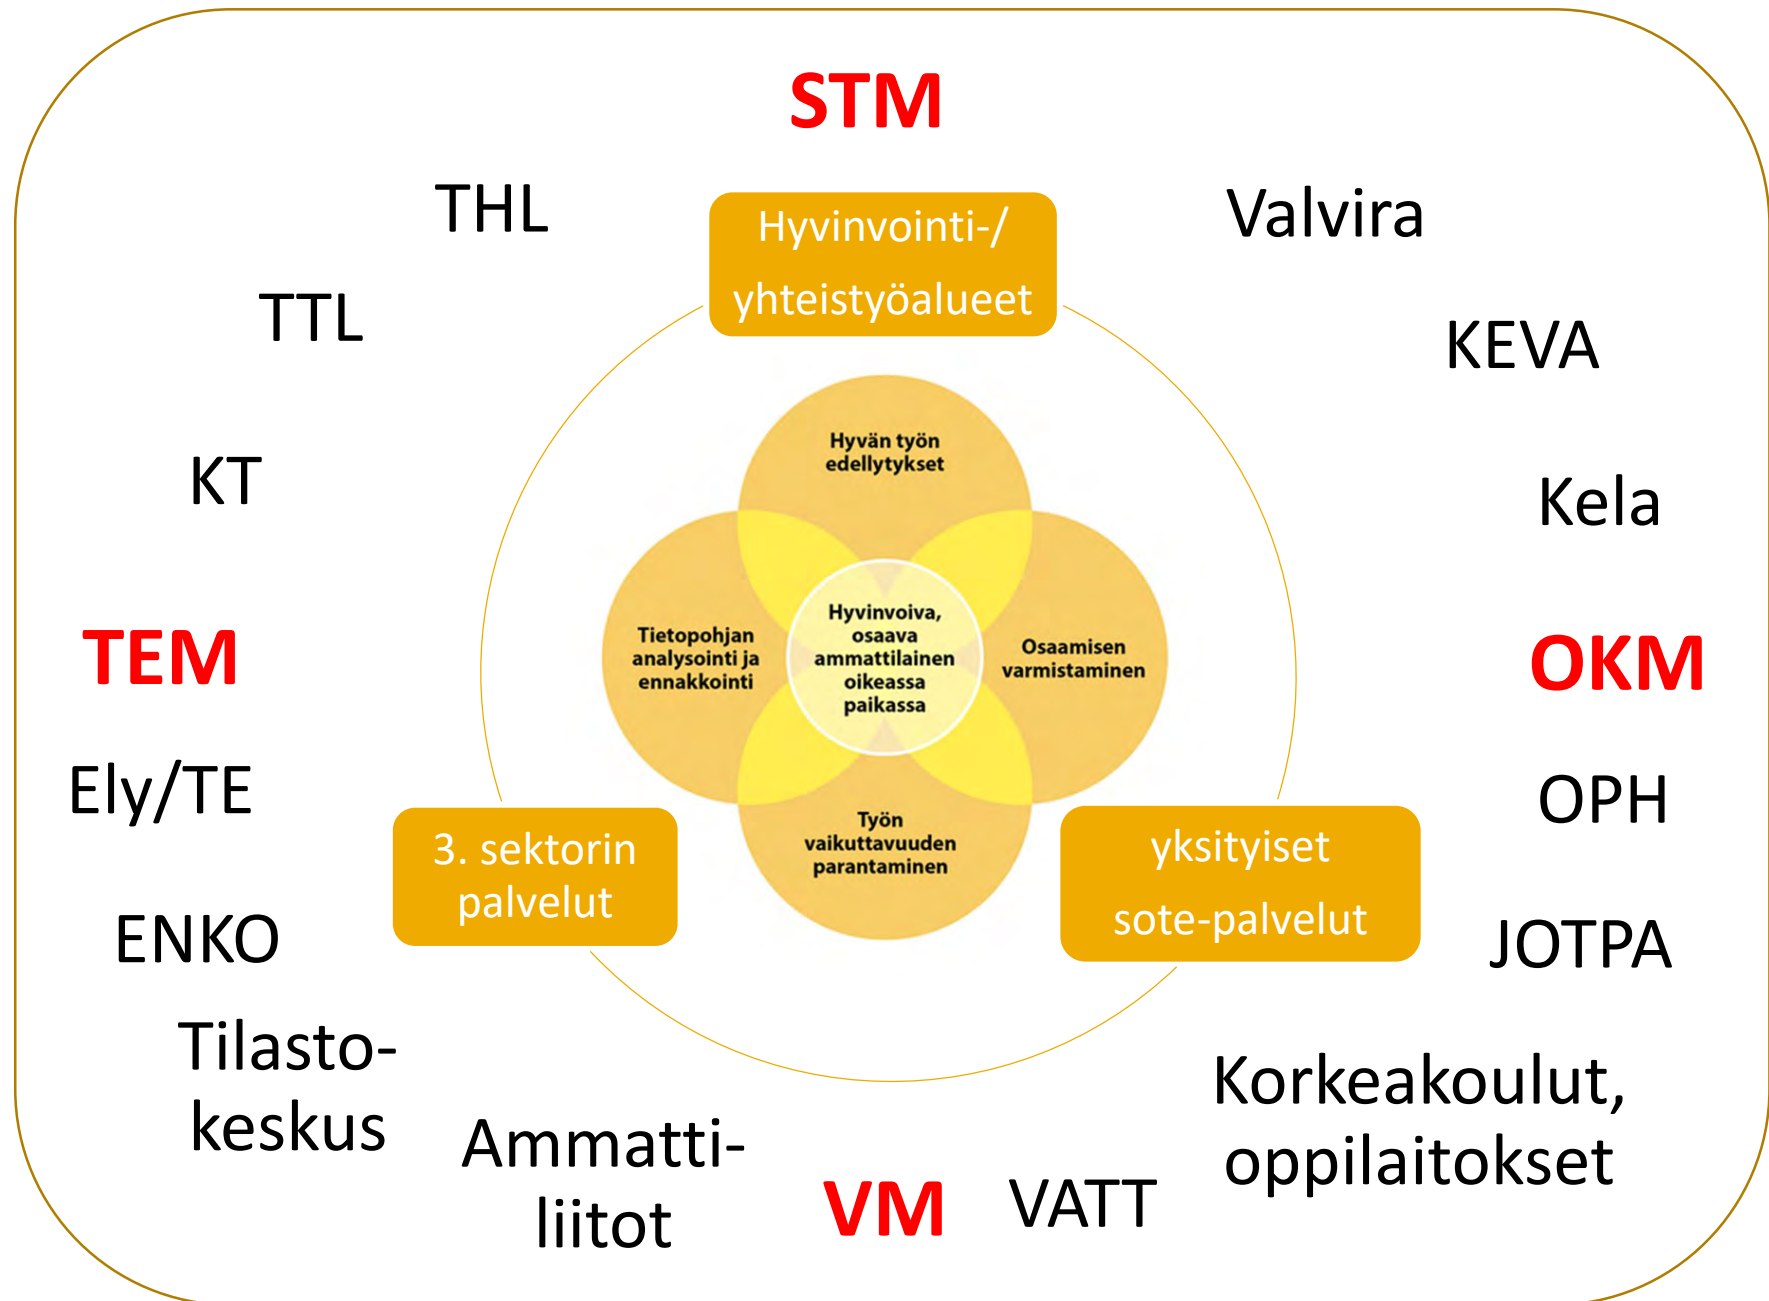 STM
THL
Valvira
Hyvinvointi-/
yhteistyöalueet
TTL
KEVA
KT
Kela
Hyvän työn
edellytykset
TEM
Tietopohjan
analysointi ja
ennakkointi
Hyvinvoiva,
osaava
ammattilainen
oikeassa
paikassa
Osaamisen
varmistaminen
OKM
Ely/TE
OPH
3. sektorin
palvelut
Työn
vaikuttavuuden
parantaminen
yksityiset
sote-palvelut
ENKO
JOTPA
Tilasto-
keskus
Ammatti-
liitot
VM
VATT
Korkeakoulut,
oppilaitokset